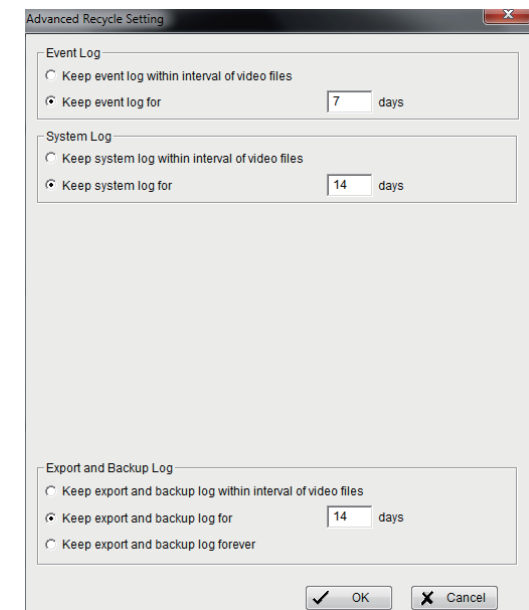 Advanced Recycle Setting
Event Log
Keep event log within interval of video files
Keep event log for 7 days
System Log
Keep system log within interval of video files
Keep system log for 14 days
Export and Backup Log
Keep export and backup log within interval of video files
Keep export and backup log for 14 days
Keep export and backup log forever
OK Cancel